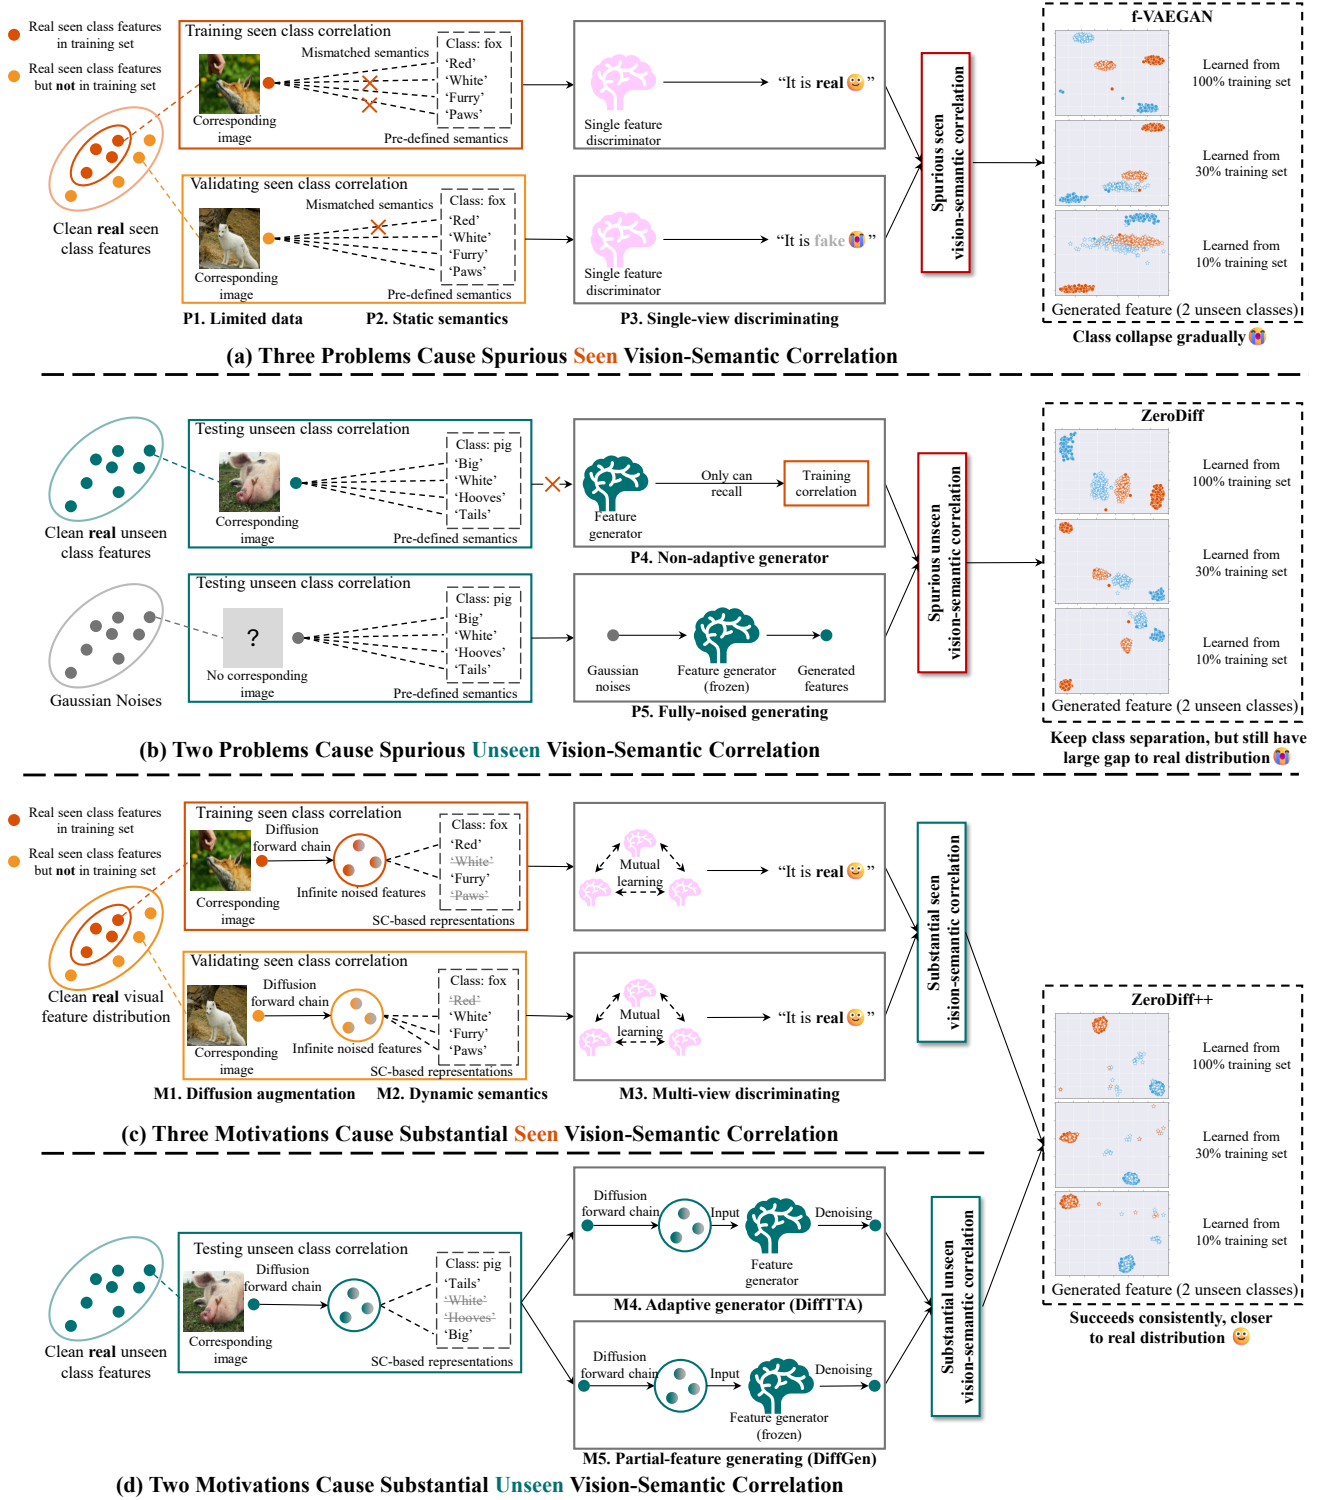 Real seen class features
in training set
Real seen class features
but not in training set
Clean real seen
class features
Training seen class correlation
Mismatched semantics
Class: fox
‘Red’
‘White’
‘Furry’
‘Paws’
Corresponding
image
Pre-defined semantics
Single feature
discriminator
“It is real ”
Validating seen class correlation
Mismatched semantics
Class: fox
‘Red’
‘White’
‘Furry’
‘Paws’
Corresponding
image
Pre-defined semantics
Single feature
discriminator
“It is fake ”
P1. Limited data
P2. Static semantics
P3. Single-view discriminating
Spurious seen
vision-semantic correlation
f-VAEGAN
Learned from
100% training set
Learned from
30% training set
Learned from
10% training set
Generated feature (2 unseen classes)
Class collapse gradually
(a) Three Problems Cause Spurious Seen Vision-Semantic Correlation
Clean real unseen
class features
Testing unseen class correlation
Class: pig
‘Big’
‘White’
‘Hooves’
‘Tails’
Corresponding
image
Pre-defined semantics
Feature
generator
Only can
recall
Training
correlation
P4. Non-adaptive generator
Gaussian Noises
Testing unseen class correlation
?
No corresponding
image
Class: pig
‘Big’
‘White’
‘Hooves’
‘Tails’
Pre-defined semantics
Gaussian
noises
Feature generator
(frozen)
Generated
features
P5. Fully-noised generating
Spurious unseen
vision-semantic correlation
ZeroDiff
Learned from
100% training set
Learned from
30% training set
Learned from
10% training set
Generated feature (2 unseen classes)
Keep class separation, but still have
large gap to real distribution
(b) Two Problems Cause Spurious Unseen Vision-Semantic Correlation
Real seen class features
in training set
Real seen class features
but not in training set
Clean real visual
feature distribution
Training seen class correlation
Diffusion
forward chain
Infinite noised features
Class: fox
‘Red’
‘White’
‘Furry’
‘Paws’
Corresponding
image
SC-based representations
Mutual
learning
“It is real ”
Validating seen class correlation
Diffusion
forward chain
Infinite noised features
Class: fox
‘Red’
‘White’
‘Furry’
‘Paws’
Corresponding
image
SC-based representations
Mutual
learning
“It is real ”
M1. Diffusion augmentation
M2. Dynamic semantics
M3. Multi-view discriminating
Substantial seen
vision-semantic correlation
(c) Three Motivations Cause Substantial Seen Vision-Semantic Correlation
ZeroDiff++
Learned from
100% training set
Learned from
30% training set
Learned from
10% training set
Generated feature (2 unseen classes)
Succeeds consistently, closer
to real distribution
Clean real unseen
class features
Testing unseen class correlation
Diffusion
forward chain
Class: pig
‘Tails’
‘White’
‘Hooves’
‘Big’
Corresponding
image
SC-based representations
Diffusion
forward chain
Input
Denoising
Feature
generator
M4. Adaptive generator (DiffTTA)
Diffusion
forward chain
Input
Denoising
Feature generator
(frozen)
M5. Partial-feature generating (DiffGen)
Substantial unseen
vision-semantic correlation
(d) Two Motivations Cause Substantial Unseen Vision-Semantic Correlation